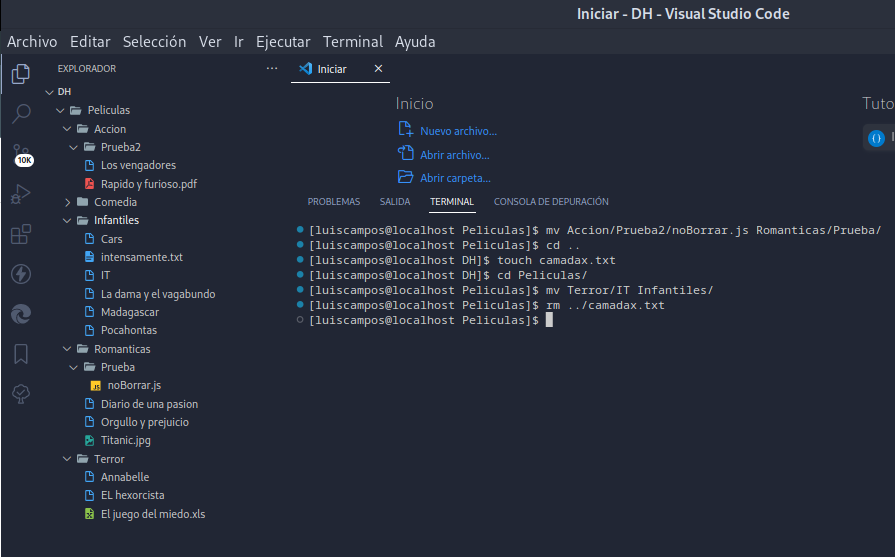 Iniciar - DH - Visual Studio Code
Archivo Editar Selección Ver Ir Ejecutar Terminal Ayuda
EXPLORADOR ...
Iniciar
DH
Peliculas
Accion
Prueba2
Los vengadores
Rapido y furioso.pdf
Comedia
Infantiles
Cars
intensamente.txt
IT
La dama y el vagabundo
Madagascar
Pocahontas
Romanticas
Prueba
JS noBorrar.js
Diario de una pasion
Orgullo y prejuicio
Titanic.jpg
Terror
Annabelle
EL hexorcista
El juego del miedo.xls
10K
Inicio
Nuevo archivo...
Abrir archivo...
Abrir carpeta...
Tuto
PROBLEMAS SALIDA TERMINAL CONSOLA DE DEPURACIÓN
[luiscampos@localhost Peliculas]$ mv Accion/Prueba2/noBorrar.js Romanticas/Prueba/
[luiscampos@localhost Peliculas]$ cd ..
[luiscampos@localhost DH]$ touch camadax.txt
[luiscampos@localhost DH]$ cd Peliculas/
[luiscampos@localhost Peliculas]$ mv Terror/IT Infantiles/
[luiscampos@localhost Peliculas]$ rm ../camadax.txt
[luiscampos@localhost Peliculas]$